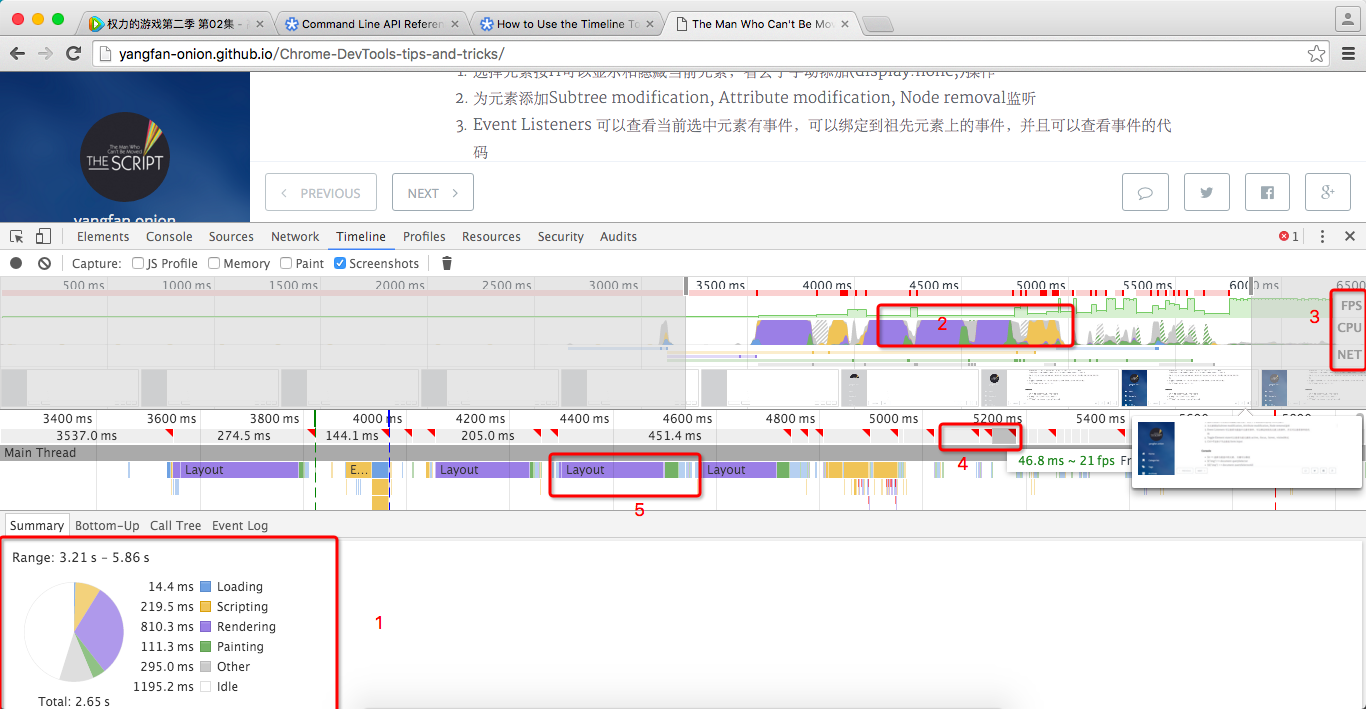 权力的游戏第二季 第02集 -
Command Line API Referen
How to Use the Timeline To
The Man Who Can't Be Mov
yangfan-onion.github.io/Chrome-DevTools-tips-and-tricks/
2. 为元素添加Subtree modification, Attribute modification, Node removal监听
3. Event Listeners 可以查看当前选中元素有事件，可以绑定到祖先元素上的事件，并且可以查看事件的代
码
The Man Who
Can't Be Moved
THE SCRIPT
yangfan onion
PREVIOUS
NEXT
Elements Console Sources Network Timeline Profiles Resources Security Audits
1
Capture: JS Profile Memory Paint Screenshots
500 ms 1000 ms 1500 ms 2000 ms 2500 ms 3000 ms 3500 ms 4000 ms 4500 ms 5000 ms 5500 ms 6000 ms 6500
2
3
FPS
CPU
NET
3400 ms 3600 ms 3800 ms 4000 ms 4200 ms 4400 ms 4600 ms 4800 ms 5000 ms 5200 ms 5400 ms
3537.0 ms 274.5 ms 144.1 ms 205.0 ms 451.4 ms
Main Thread
4
46.8 ms ~ 21 fps Fr
Layout E... Layout Layout Layout
5
Summary Bottom-Up Call Tree Event Log
Range: 3.21 s – 5.86 s
14.4 ms Loading
219.5 ms Scripting
810.3 ms Rendering
111.3 ms Painting
295.0 ms Other
1195.2 ms Idle
Total: 2.65 s
1